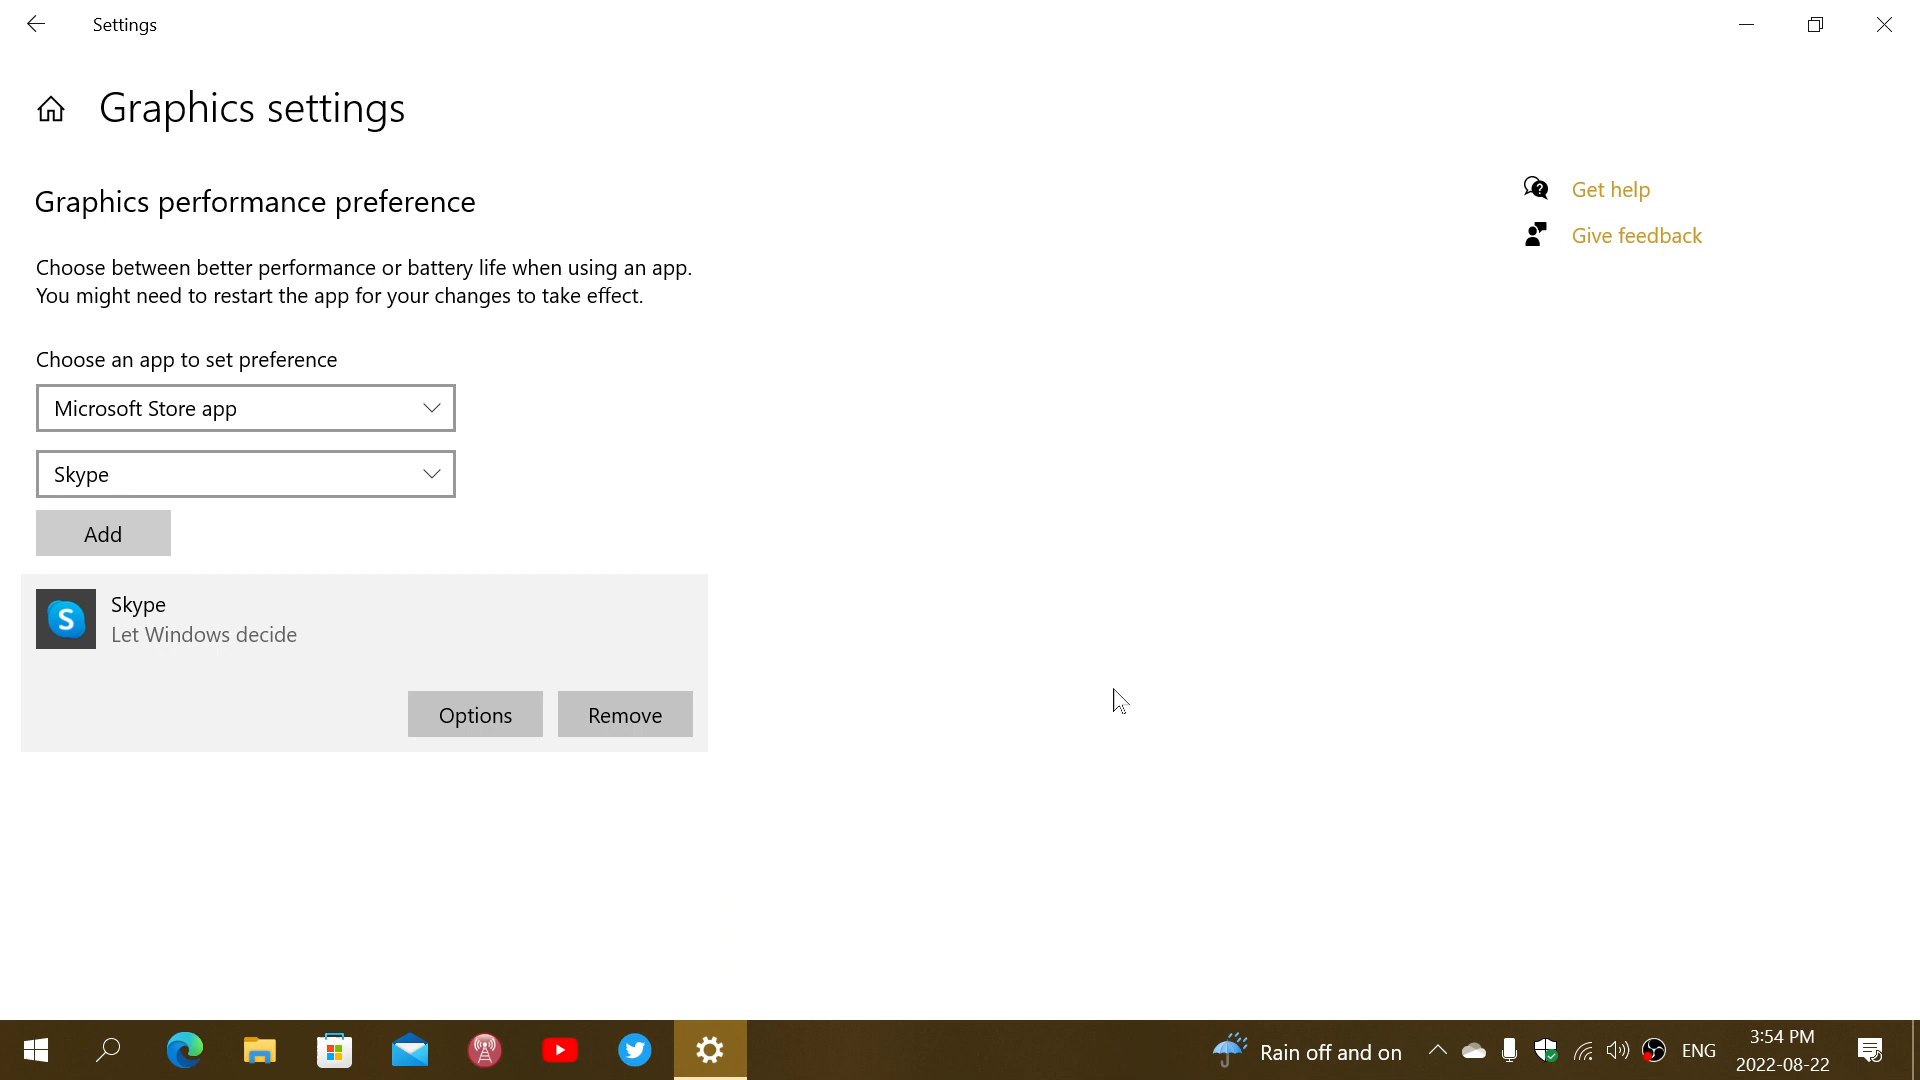 Settings
Graphics settings
Graphics performance preference
Choose between better performance or battery life when using an app.
You might need to restart the app for your changes to take effect.
Choose an app to set preference
Microsoft Store app
Skype
Add
S
Skype
Let Windows decide
Options
Remove
Get help
Give feedback
Rain off and on
ENG
3:54 PM
2022-08-22